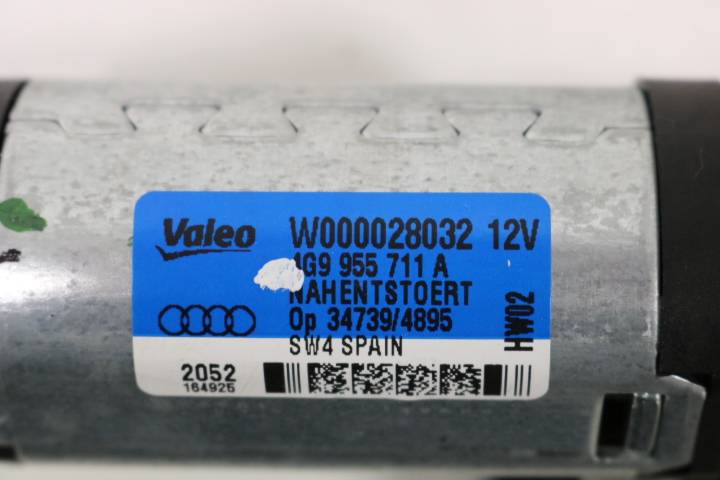 Valeo
W000028032 12V
4G9 955 711 A
NAHENTSTOERT
Op 34739/4895
SW4 SPAIN
HW02
2052
164925